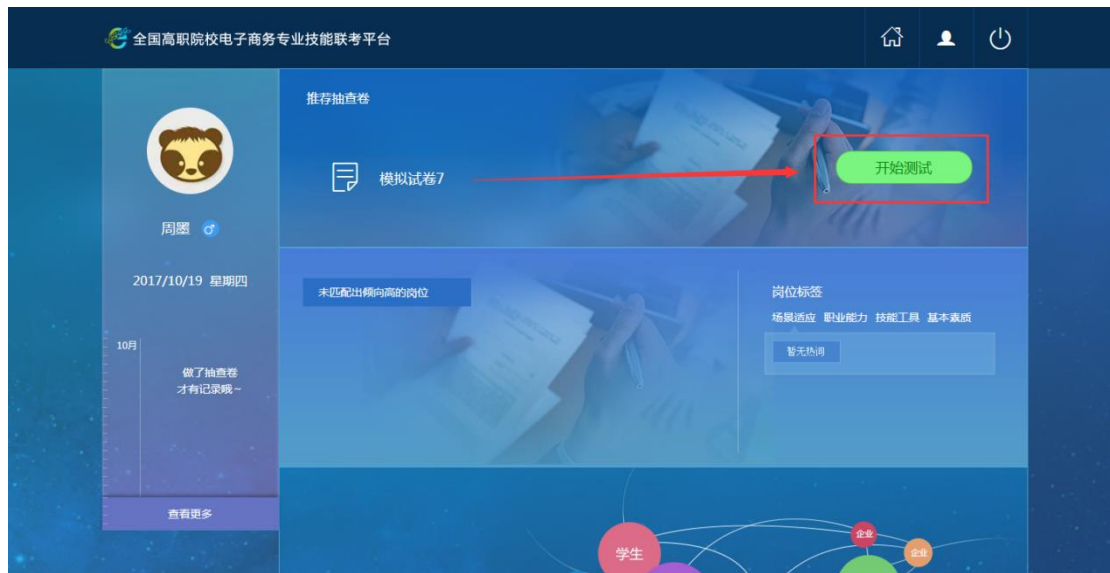 全国高职院校电子商务专业技能联考平台
推荐抽查卷
模拟试卷7
开始测试
周墨
2017/10/19 星期四
10月
做了抽查卷
才有记录哦~
查看更多
未匹配出倾向高的岗位
岗位标签
场景适应 职业能力 技能工具 基本素质
暂无热词
学生
企业
企业